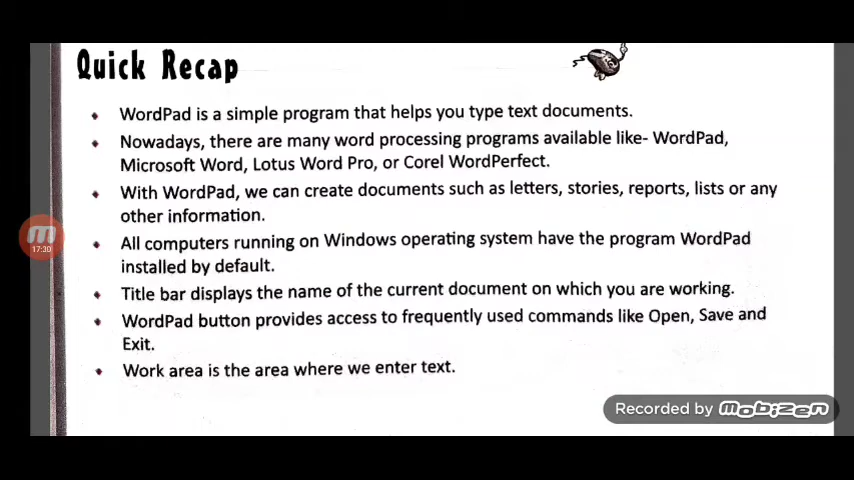 Quick Recap
WordPad is a simple program that helps you type text documents.
Nowadays, there are many word processing programs available like- WordPad,
Microsoft Word, Lotus Word Pro, or Corel WordPerfect.
With WordPad, we can create documents such as letters, stories, reports, lists or any
other information.
All computers running on Windows operating system have the program WordPad
installed by default.
Title bar displays the name of the current document on which you are working.
WordPad button provides access to frequently used commands like Open, Save and
Exit.
Work area is the area where we enter text.
17:30
Recorded by Mobizen